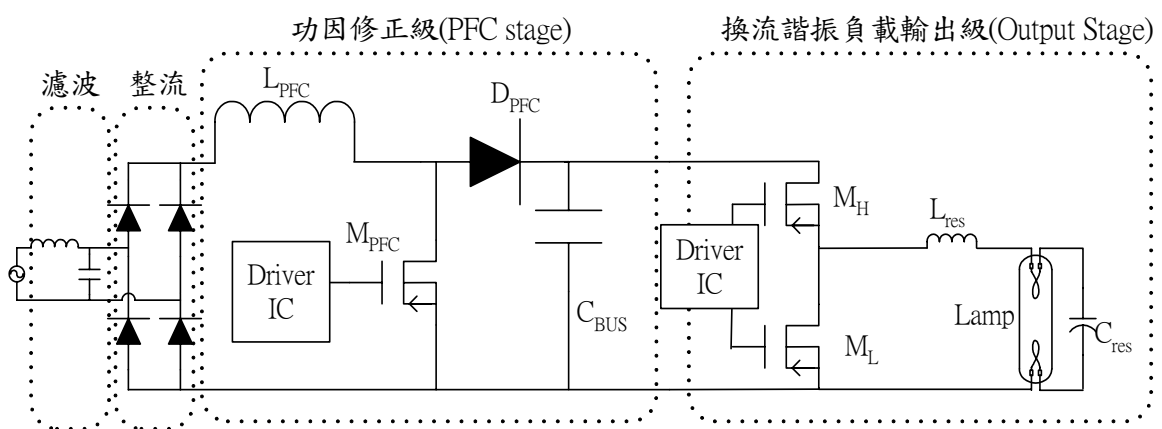 功因修正級(PFC stage)
換流諧振負載輸出級(Output Stage)
濾波
整流
LPFC
DPFC
MPFC
Driver
IC
CBUS
Driver
IC
MH
ML
Lres
Lamp
Cres